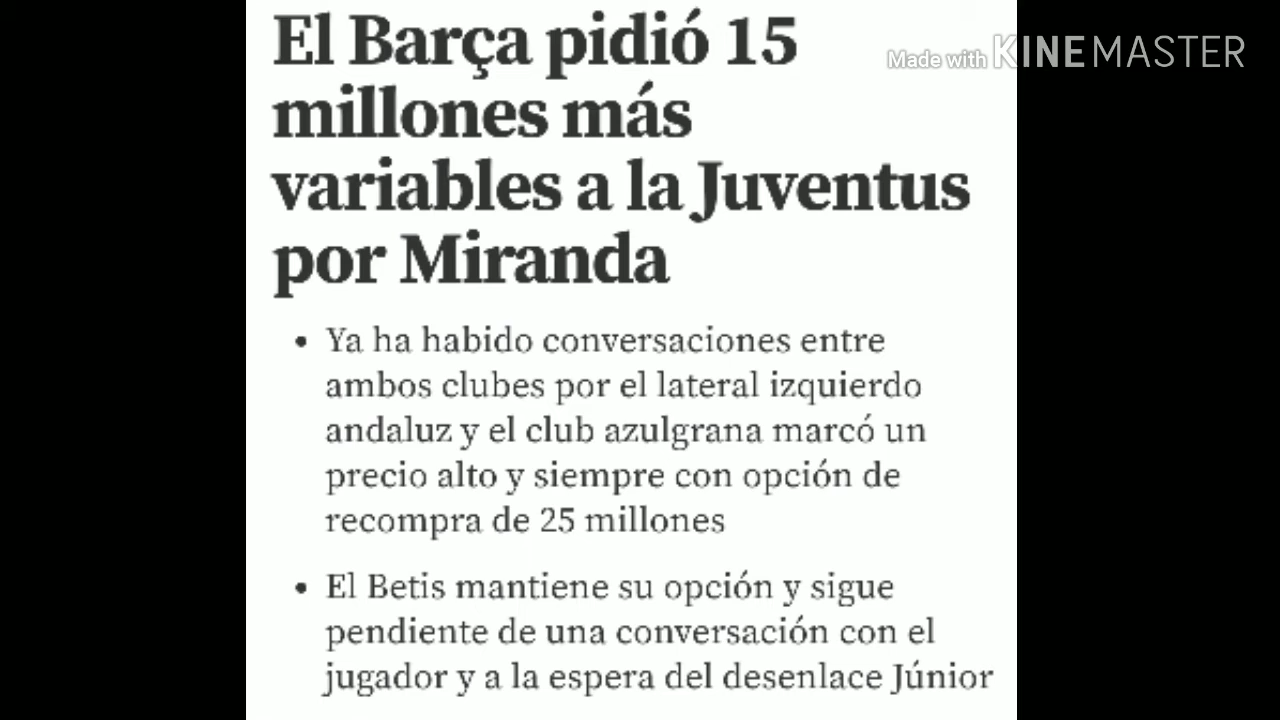 El Barça pidió 15
millones más
variables a la Juventus
por Miranda
• Ya ha habido conversaciones entre
ambos clubes por el lateral izquierdo
andaluz y el club azulgrana marcó un
precio alto y siempre con opción de
recompra de 25 millones
• El Betis mantiene su opción y sigue
pendiente de una conversación con el
jugador y a la espera del desenlace Júnior
Made with KINEMASTER